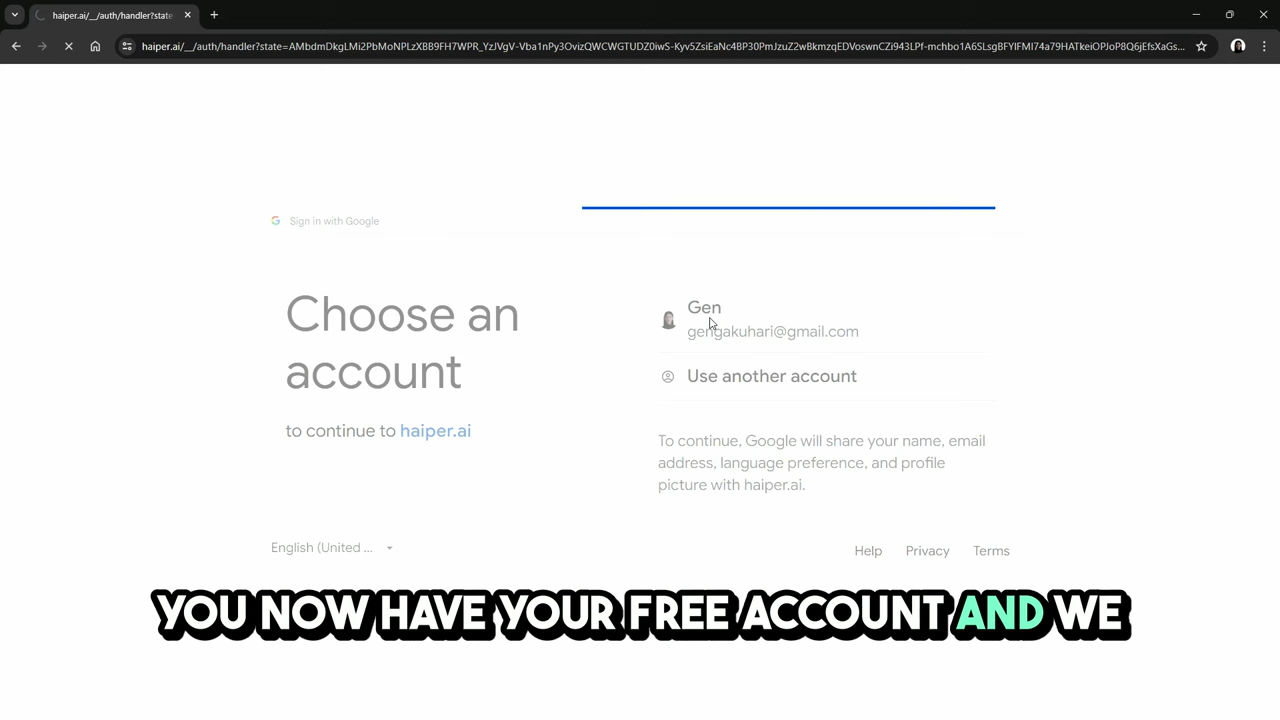 haiper.ai/__/auth/handler?state
haiper.ai/__/auth/handler?state=AMbdmDkgLMi2PbMoNPLzXBB9FH7WPR_YzJVgV-Vba1nPy3OvizQWCWGTUDZ0iwS-Kyv5ZsiEaNc4BP30PmJzuZ2wBkmzqEDVoswnCZi943LPf-mchbo1A6SLsgBFYIFMI74a79HATkeiOPJoP8Q6jEfsXaGs...
Sign in with Google
Choose an
account
to continue to haiper.ai
Gen
gengakuhari@gmail.com
Use another account
To continue, Google will share your name, email
address, language preference, and profile
picture with haiper.ai.
English (United ...
Help Privacy Terms
YOU NOW HAVE YOUR FREE ACCOUNT AND WE